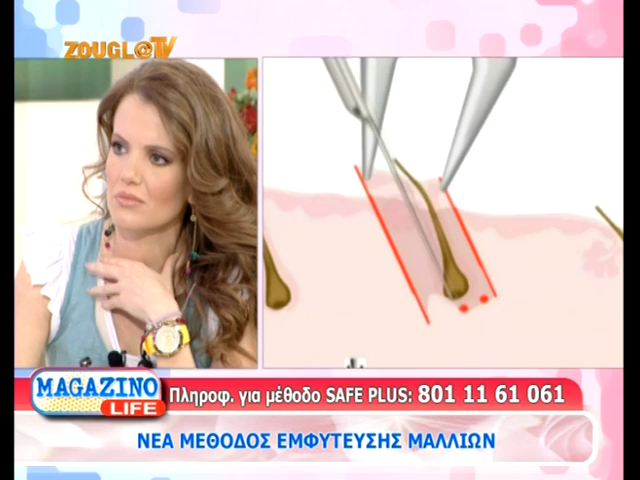 ZOUGL@TV
MAGAZINO
LIFE
Πληροφ. για μέθοδο SAFE PLUS: 801 11 61 061
ΝΕΑ ΜΕΘΟΔΟΣ ΕΜΦΥΤΕΥΣΗΣ ΜΑΛΛΙΩΝ